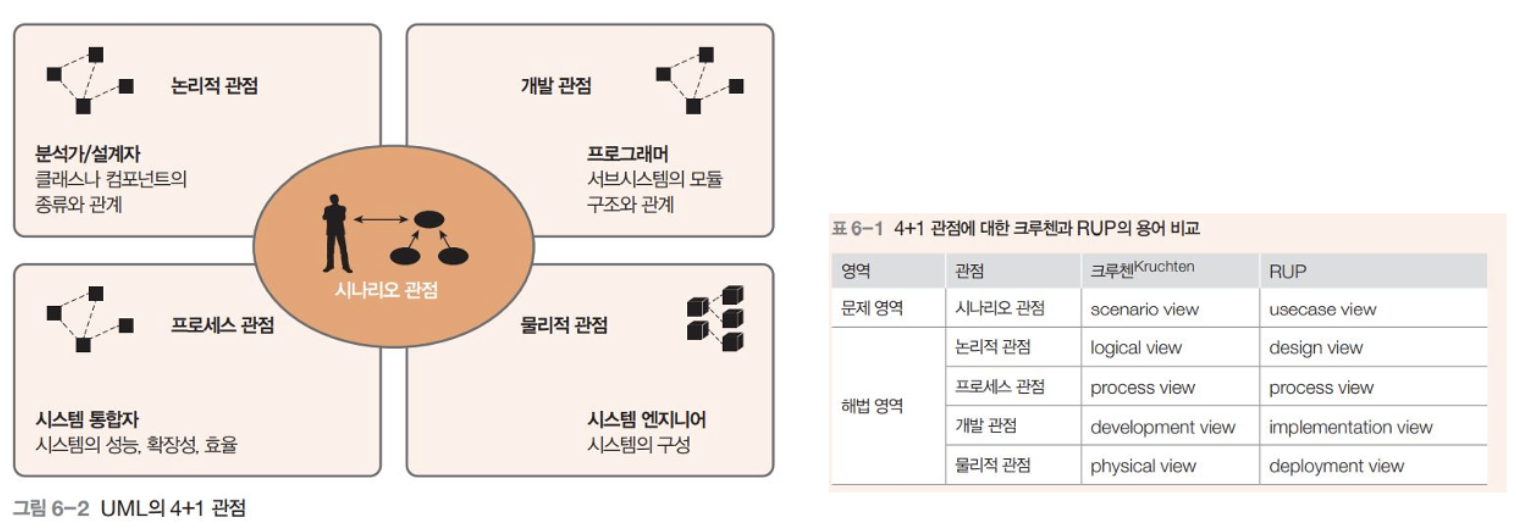 논리적 관점
분석가/설계자
클래스나 컴포넌트의
종류와 관계
개발 관점
프로그래머
서브시스템의 모듈
구조와 관계
시나리오 관점
프로세스 관점
시스템 통합자
시스템의 성능, 확장성, 효율
물리적 관점
시스템 엔지니어
시스템의 구성
그림 6-2 UML의 4+1 관점
표 6-1 4+1 관점에 대한 크루첸과 RUP의 용어 비교
영역 관점 크루첸Kruchten RUP
문제 영역 시나리오 관점 scenario view usecase view
해법 영역 논리적 관점 logical view design view
프로세스 관점 process view process view
개발 관점 development view implementation view
물리적 관점 physical view deployment view